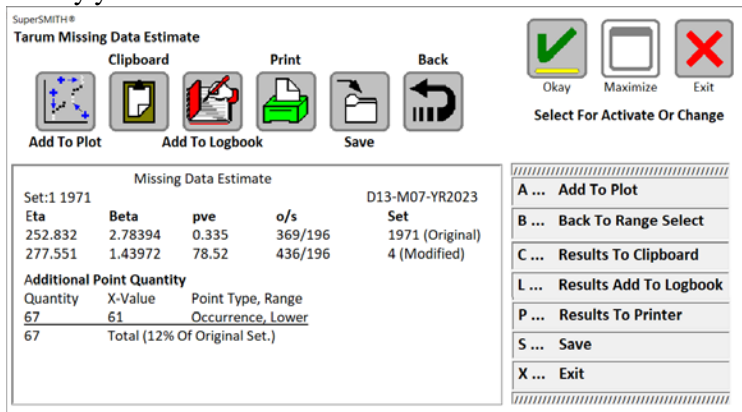 SuperSMITH®
Tarum Missing Data Estimate
Clipboard Print Back
Add To Plot Add To Logbook Save
Okay Maximize Exit
Select For Activate Or Change
Missing Data Estimate
Set:1 1971 D13-M07-YR2023
Eta Beta pve o/s Set
252.832 2.78394 0.335 369/196 1971 (Original)
277.551 1.43972 78.52 436/196 4 (Modified)
Additional Point Quantity
Quantity X-Value Point Type, Range
67 61 Occurrence, Lower
67 Total (12% Of Original Set.)
A ... Add To Plot
B ... Back To Range Select
C ... Results To Clipboard
L ... Results Add To Logbook
P ... Results To Printer
S ... Save
X ... Exit